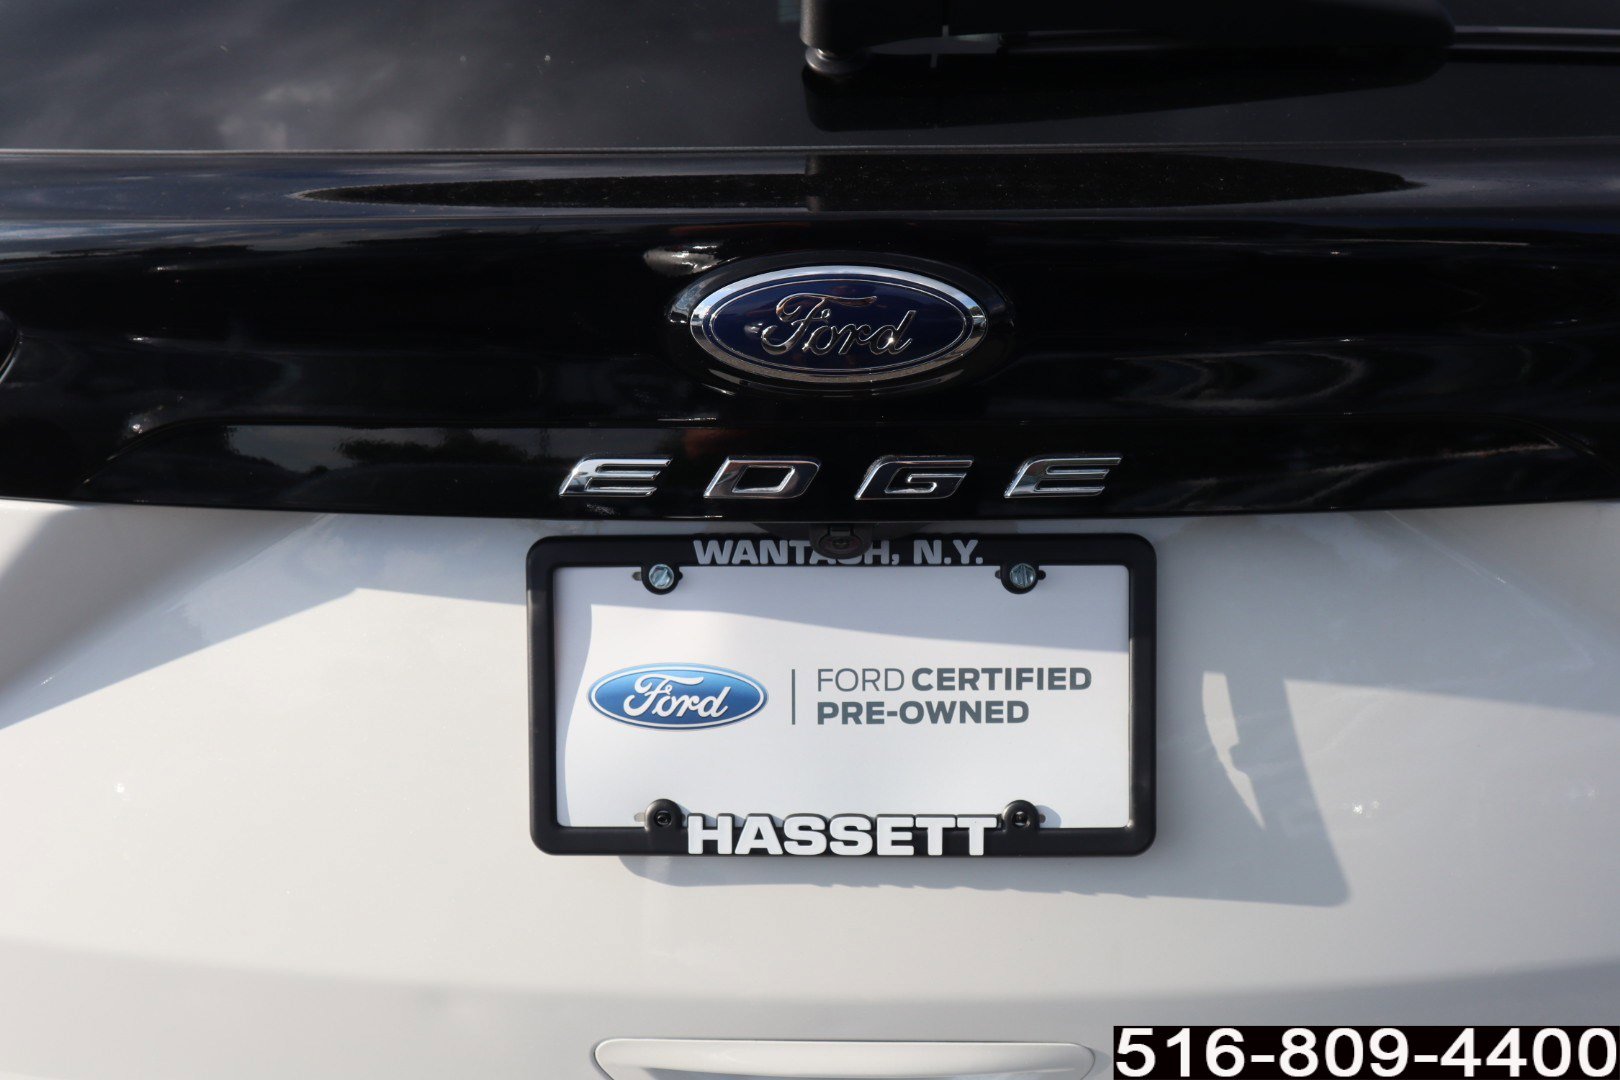 Ford
EDGE
WANTAGH, N.Y.
Ford
FORD CERTIFIED
PRE-OWNED
HASSETT
516-809-4400